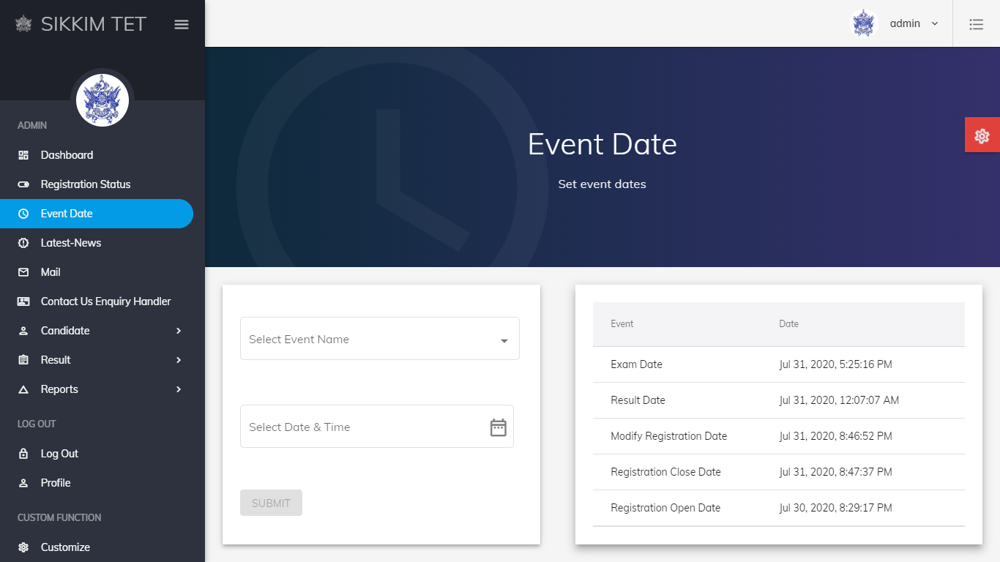 SIKKIM TET
admin
ADMIN
Dashboard
Registration Status
Event Date
Latest-News
Mail
Contact Us Enquiry Handler
Candidate
Result
Reports
LOG OUT
Log Out
Profile
CUSTOM FUNCTION
Customize
Event Date
Set event dates
Select Event Name
Select Date & Time
SUBMIT
Event Date
Exam Date Jul 31, 2020, 5:25:16 PM
Result Date Jul 31, 2020, 12:07:07 AM
Modify Registration Date Jul 31, 2020, 8:46:52 PM
Registration Close Date Jul 31, 2020, 8:47:37 PM
Registration Open Date Jul 30, 2020, 8:29:17 PM